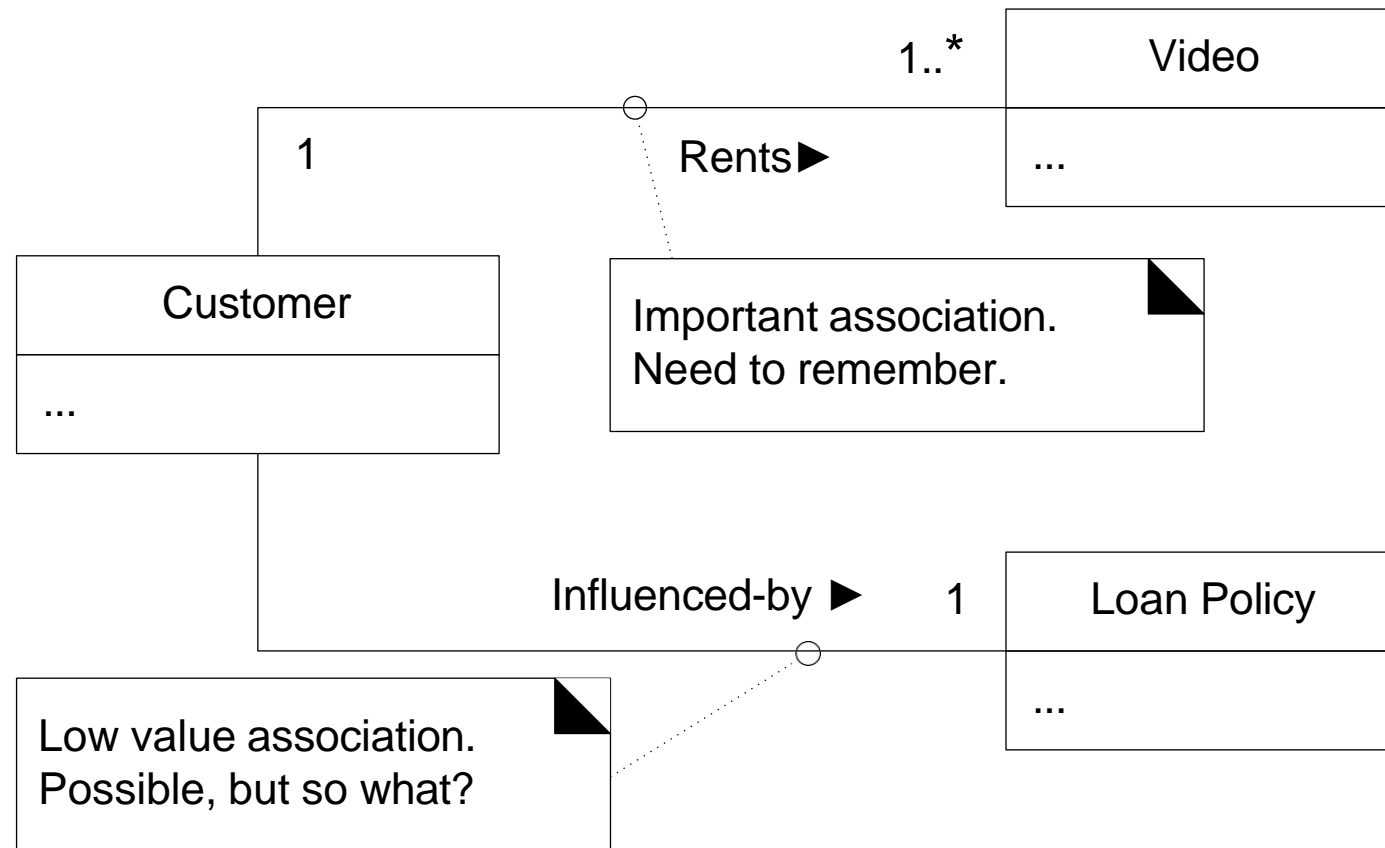 1..*
Video
1
Rents►
...
Customer
Important association.
Need to remember.
...
Influenced-by ►
1
Loan Policy
...
Low value association.
Possible, but so what?